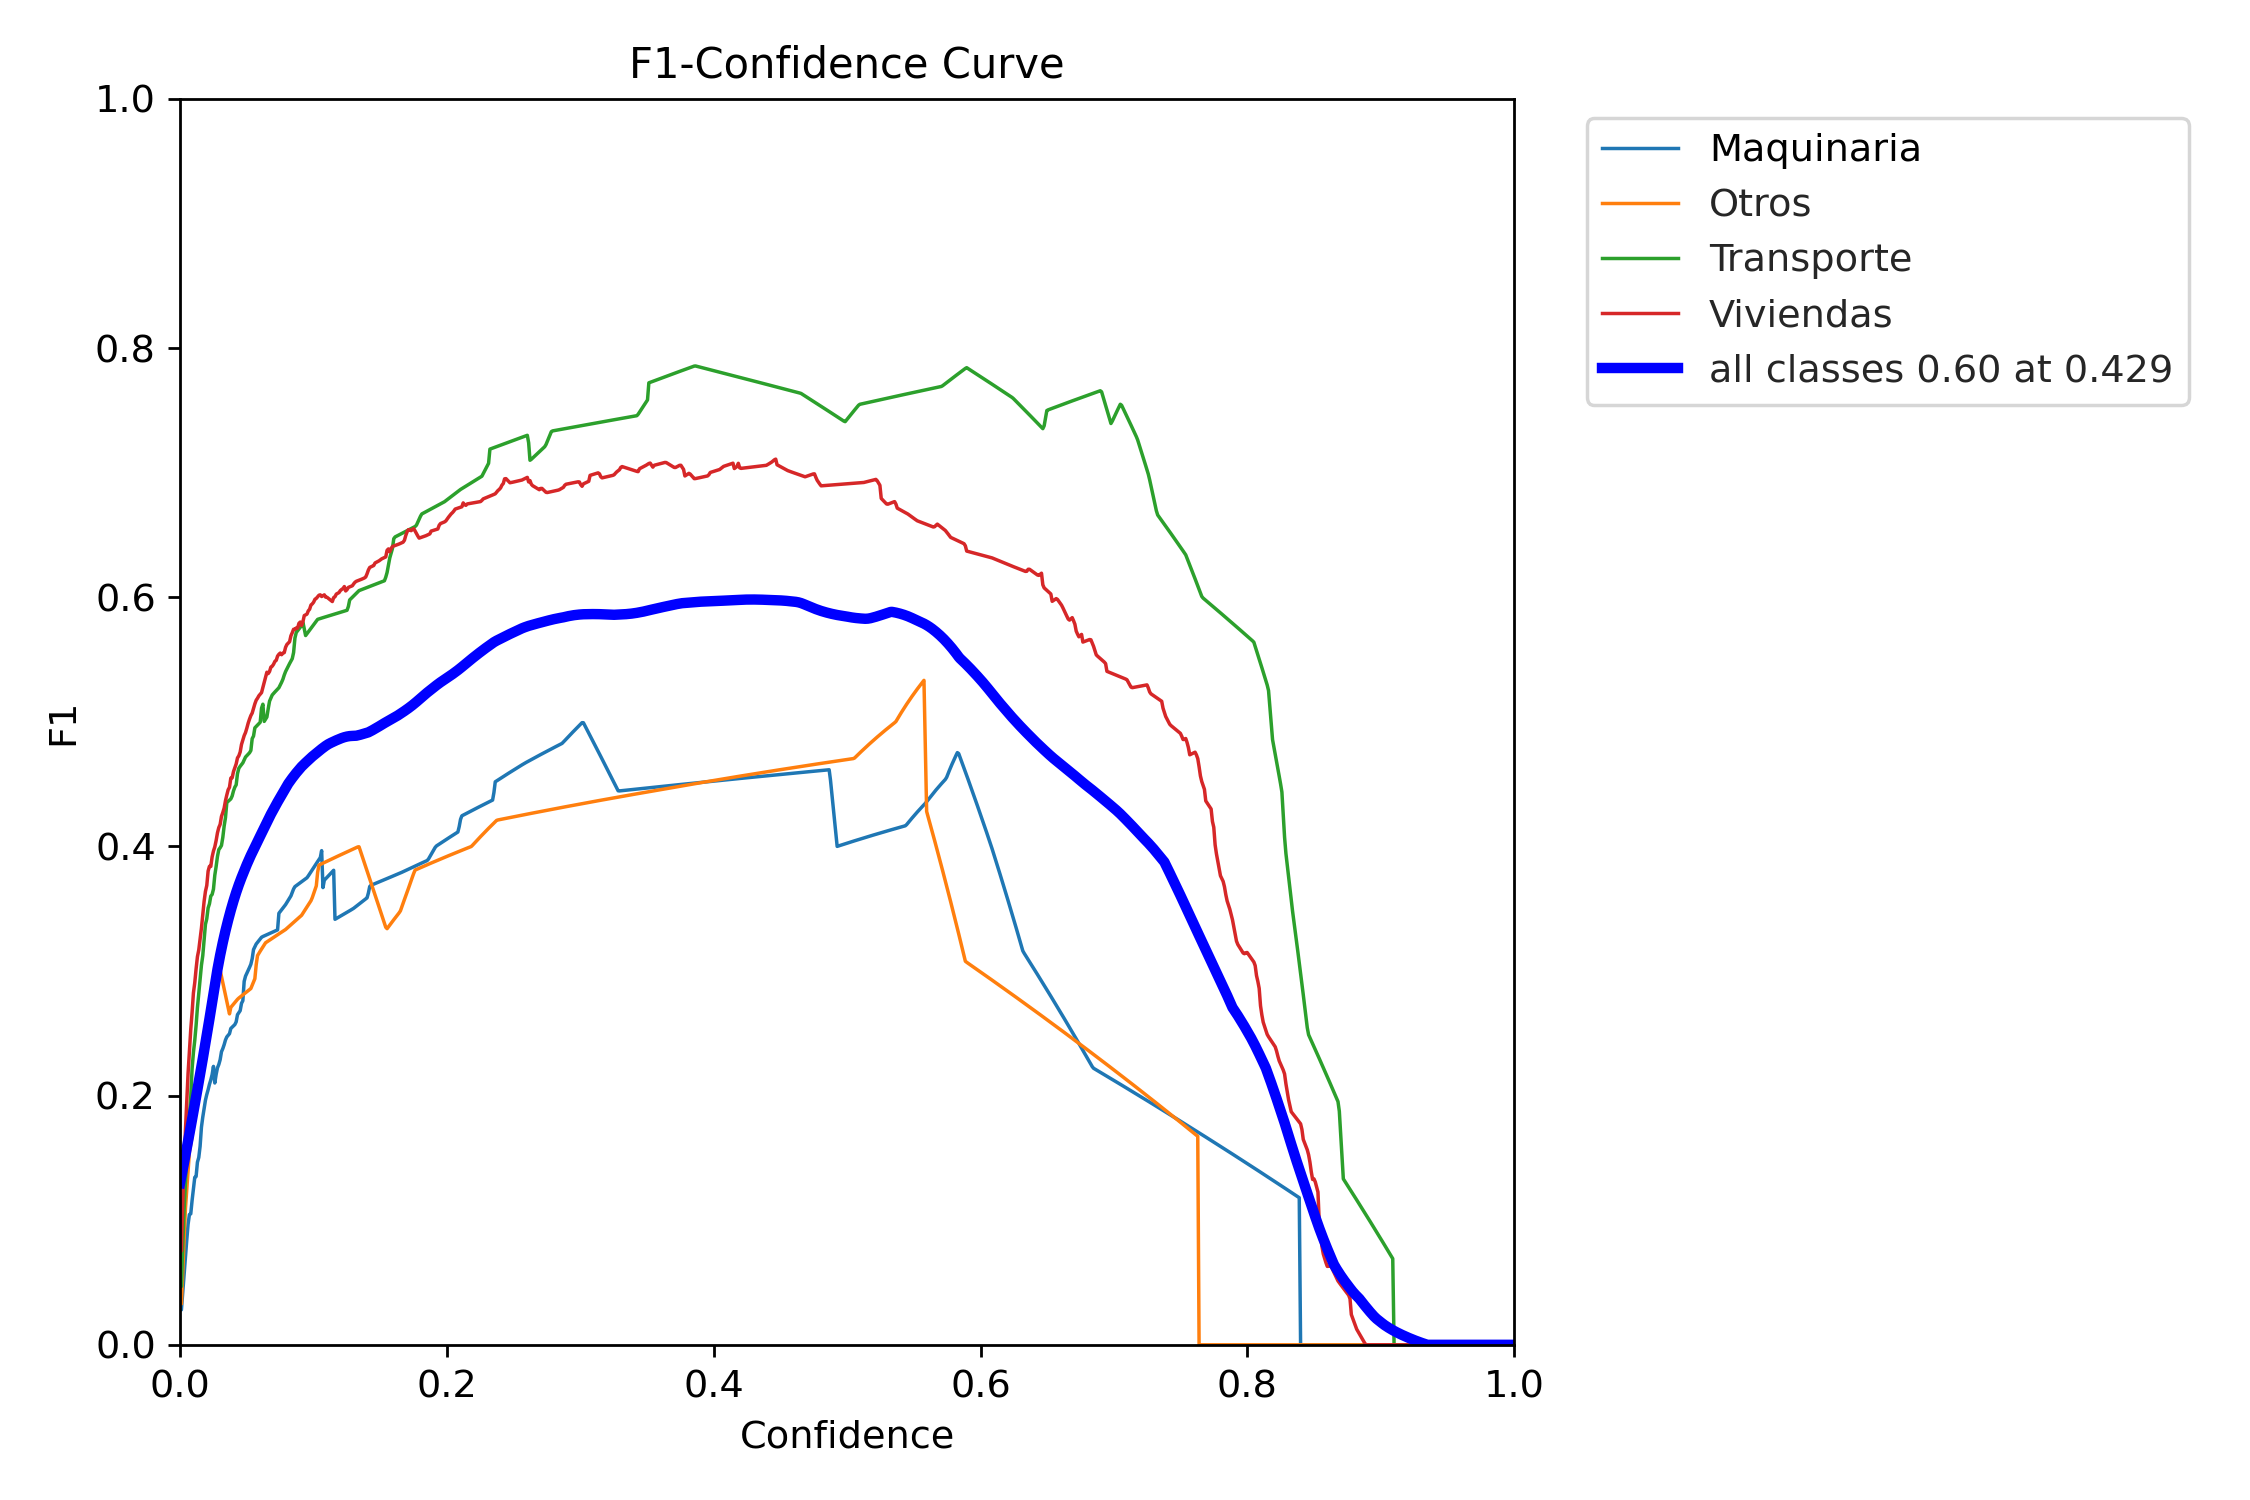 F1-Confidence Curve
1.0
0.8
0.6
0.4
0.2
0.0
F1
0.0 0.2 0.4 0.6 0.8 1.0
Confidence
Maquinaria
Otros
Transporte
Viviendas
all classes 0.60 at 0.429